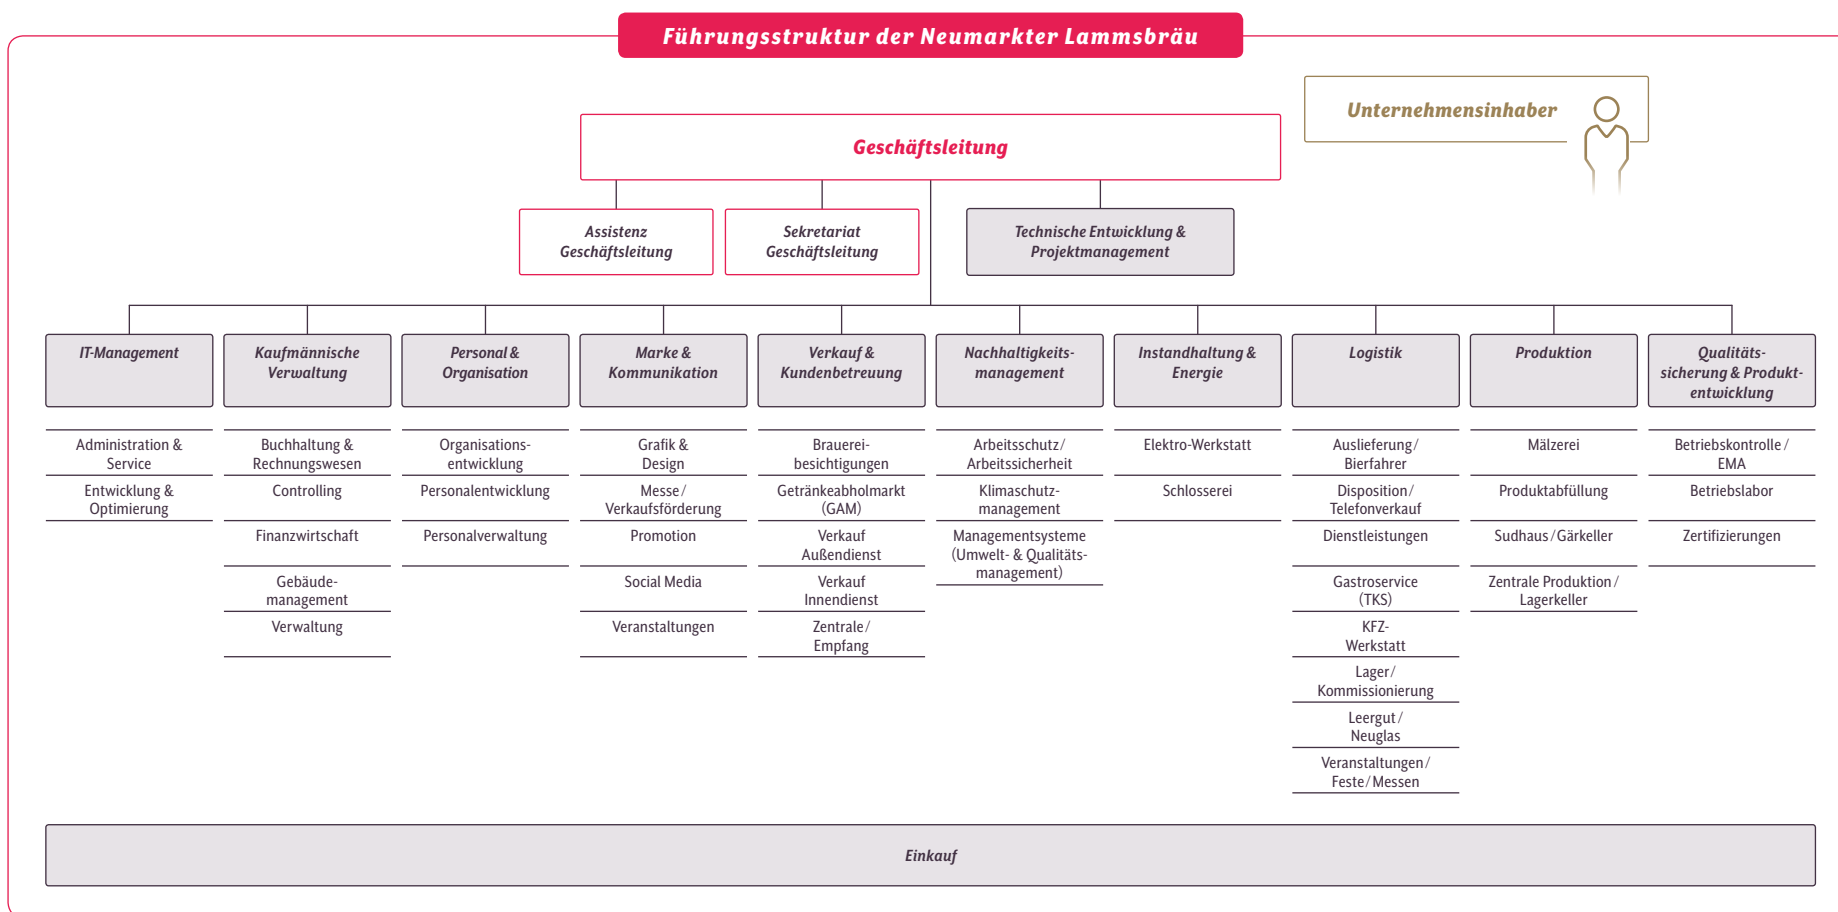 Führungsstruktur der Neumarkter Lammsbräu
Unternehmensinhaber
Geschäftsleitung
Assistenz
Geschäftsleitung
Sekretariat
Geschäftsleitung
Technische Entwicklung &
Projektmanagement
IT-Management
Administration &
Service
Entwicklung &
Optimierung
Kaufmännische
Verwaltung
Buchhaltung &
Rechnungswesen
Controlling
Finanzwirtschaft
Gebäude-
management
Verwaltung
Personal &
Organisation
Organisations-
entwicklung
Personalentwicklung
Personalverwaltung
Marke &
Kommunikation
Grafik &
Design
Messe/
Verkaufsförderung
Promotion
Social Media
Veranstaltungen
Verkauf &
Kundenbetreuung
Brauerei-
besichtigungen
Getränkeabholmarkt
(GAM)
Verkauf
Außendienst
Verkauf
Innendienst
Zentrale/
Empfang
Nachhaltigkeits-
management
Arbeitsschutz/
Arbeitssicherheit
Klimaschutz-
management
Managementsysteme
(Umwelt- & Qualitäts-
management)
Instandhaltung &
Energie
Elektro-Werkstatt
Schlosserei
Logistik
Auslieferung/
Bierfahrer
Disposition/
Telefonverkauf
Dienstleistungen
Gastroservice
(TKS)
KFZ-
Werkstatt
Lager/
Kommissionierung
Leergut/
Neuglas
Veranstaltungen/
Feste/Messen
Produktion
Mälzerei
Produktabfüllung
Sudhaus/Gärkeller
Zentrale Produktion/
Lagerkeller
Qualitäts-
sicherung & Produkt-
entwicklung
Betriebskontrolle/
EMA
Betriebslabor
Zertifizierungen
Einkauf